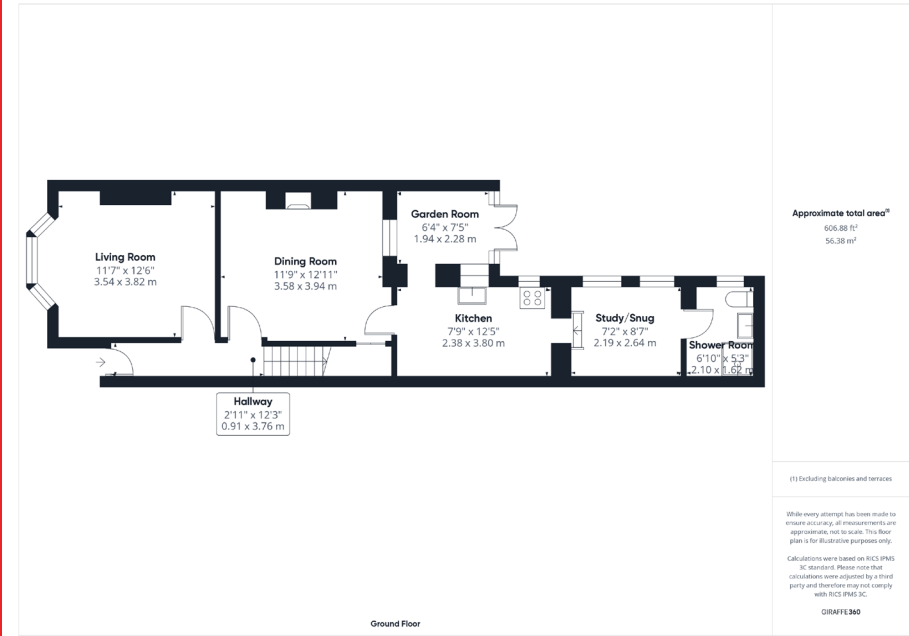 Living Room
11'7" x 12'6"
3.54 x 3.82 m
Dining Room
11'9" x 12'11"
3.58 x 3.94 m
Garden Room
6'4" x 7'5"
1.94 x 2.28 m
Kitchen
7'9" x 12'5"
2.38 x 3.80 m
Study/Snug
7'2" x 8'7"
2.19 x 2.64 m
Shower Room
6'10" x 5'3"
2.10 x 1.62 m
Hallway
2'11" x 12'3"
0.91 x 3.76 m
Ground Floor
Approximate total area(1)
606.88 ft²
56.38 m²
(1) Excluding balconies and terraces
While every attempt has been made to
ensure accuracy, all measurements are
approximate, not to scale. This floor
plan is for illustrative purposes only.
Calculations were based on RICS IPMS
3C standard. Please note that
calculations were adjusted by a third
party and therefore may not comply
with RICS IPMS 3C.
GIRAFFE360